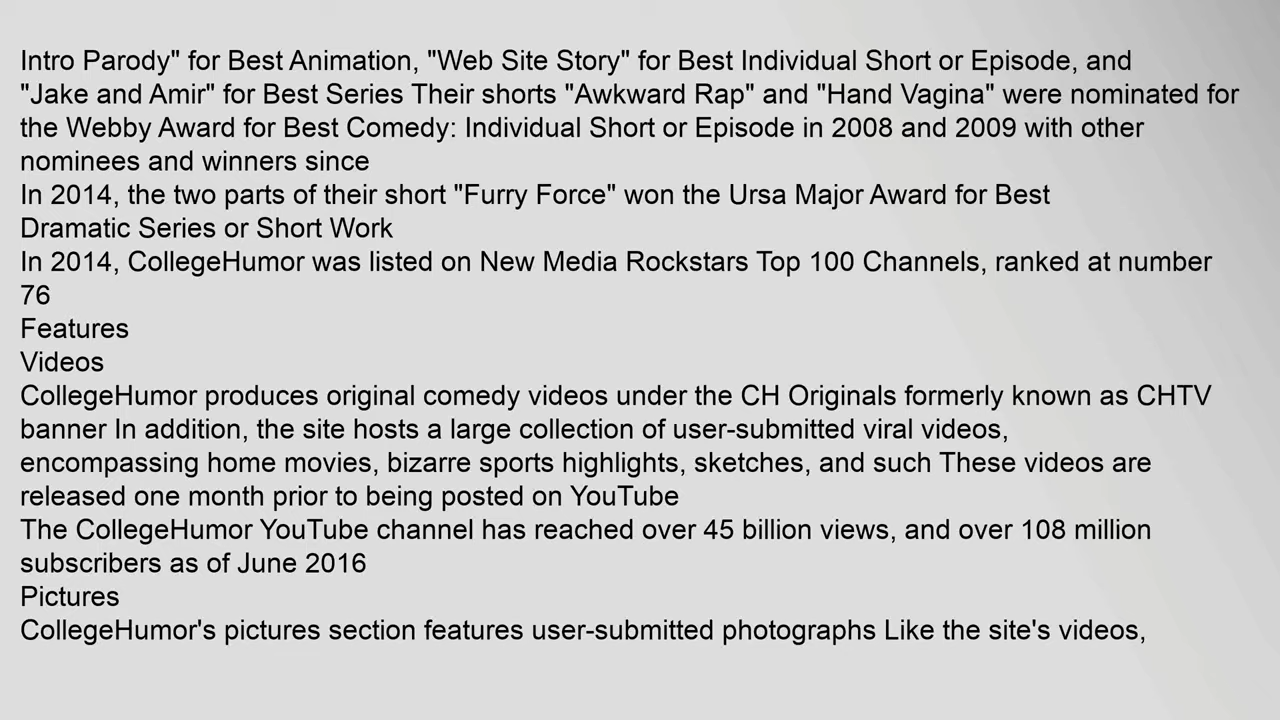 Intro Parody" for Best Animation, "Web Site Story" for Best Individual Short or Episode, and
"Jake and Amir" for Best Series Their shorts "Awkward Rap" and "Hand Vagina" were nominated for
the Webby Award for Best Comedy: Individual Short or Episode in 2008 and 2009 with other
nominees and winners since
In 2014, the two parts of their short "Furry Force" won the Ursa Major Award for Best
Dramatic Series or Short Work
In 2014, CollegeHumor was listed on New Media Rockstars Top 100 Channels, ranked at number
76
Features
Videos
CollegeHumor produces original comedy videos under the CH Originals formerly known as CHTV
banner In addition, the site hosts a large collection of user-submitted viral videos,
encompassing home movies, bizarre sports highlights, sketches, and such These videos are
released one month prior to being posted on YouTube
The CollegeHumor YouTube channel has reached over 45 billion views, and over 108 million
subscribers as of June 2016
Pictures
CollegeHumor's pictures section features user-submitted photographs Like the site's videos,